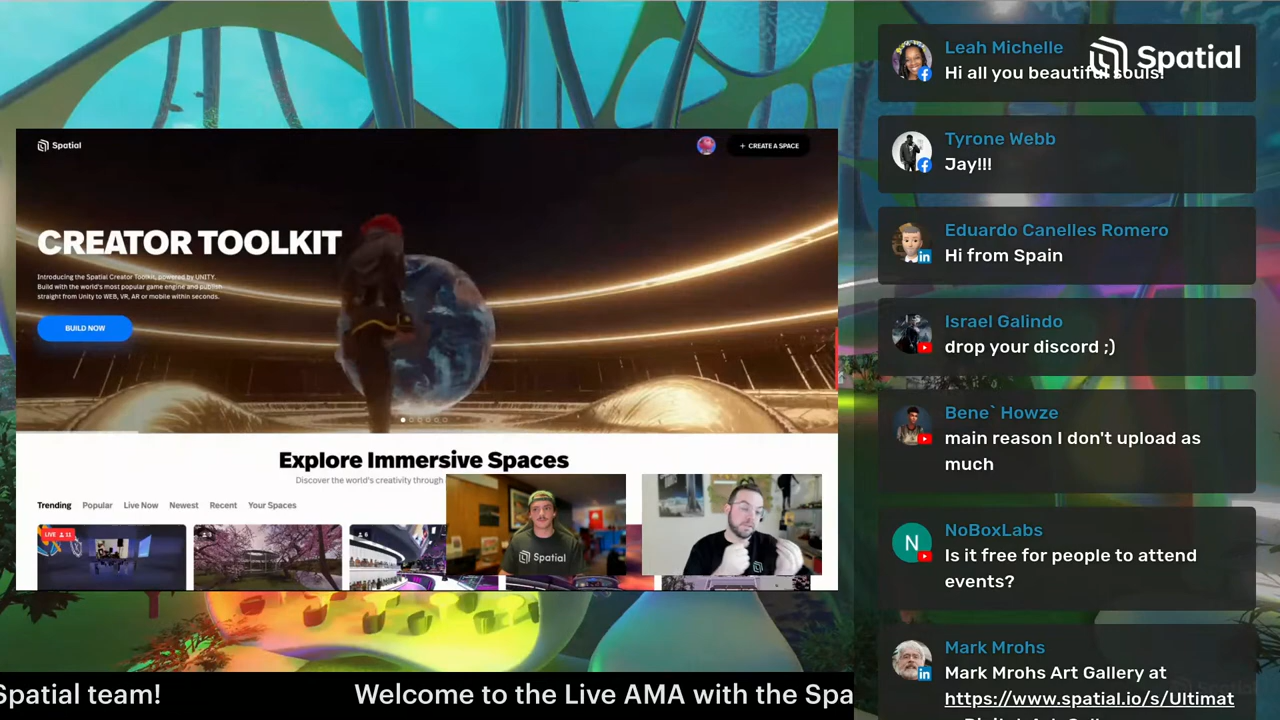 Spatial
+ CREATE A SPACE
CREATOR TOOLKIT
Introducing the Spatial Creator Toolkit, powered by UNITY.
Build with the world's most popular game engine and publish
straight from Unity to WEB, VR, AR or mobile within seconds.
BUILD NOW
Explore Immersive Spaces
Discover the world's creativity through
Trending Popular Live Now Newest Recent Your Spaces
LIVE 11
6
Spatial
Spatial
Leah Michelle
Hi all you beautiful souls!
Tyrone Webb
Jay!!!
Eduardo Canelles Romero
Hi from Spain
Israel Galindo
drop your discord ;)
Bene` Howze
main reason I don't upload as
much
N
NoBoxLabs
Is it free for people to attend
events?
Mark Mrohs
Mark Mrohs Art Gallery at
https://www.spatial.io/s/Ultimat
Spatial team!
Welcome to the Live AMA with the Spa